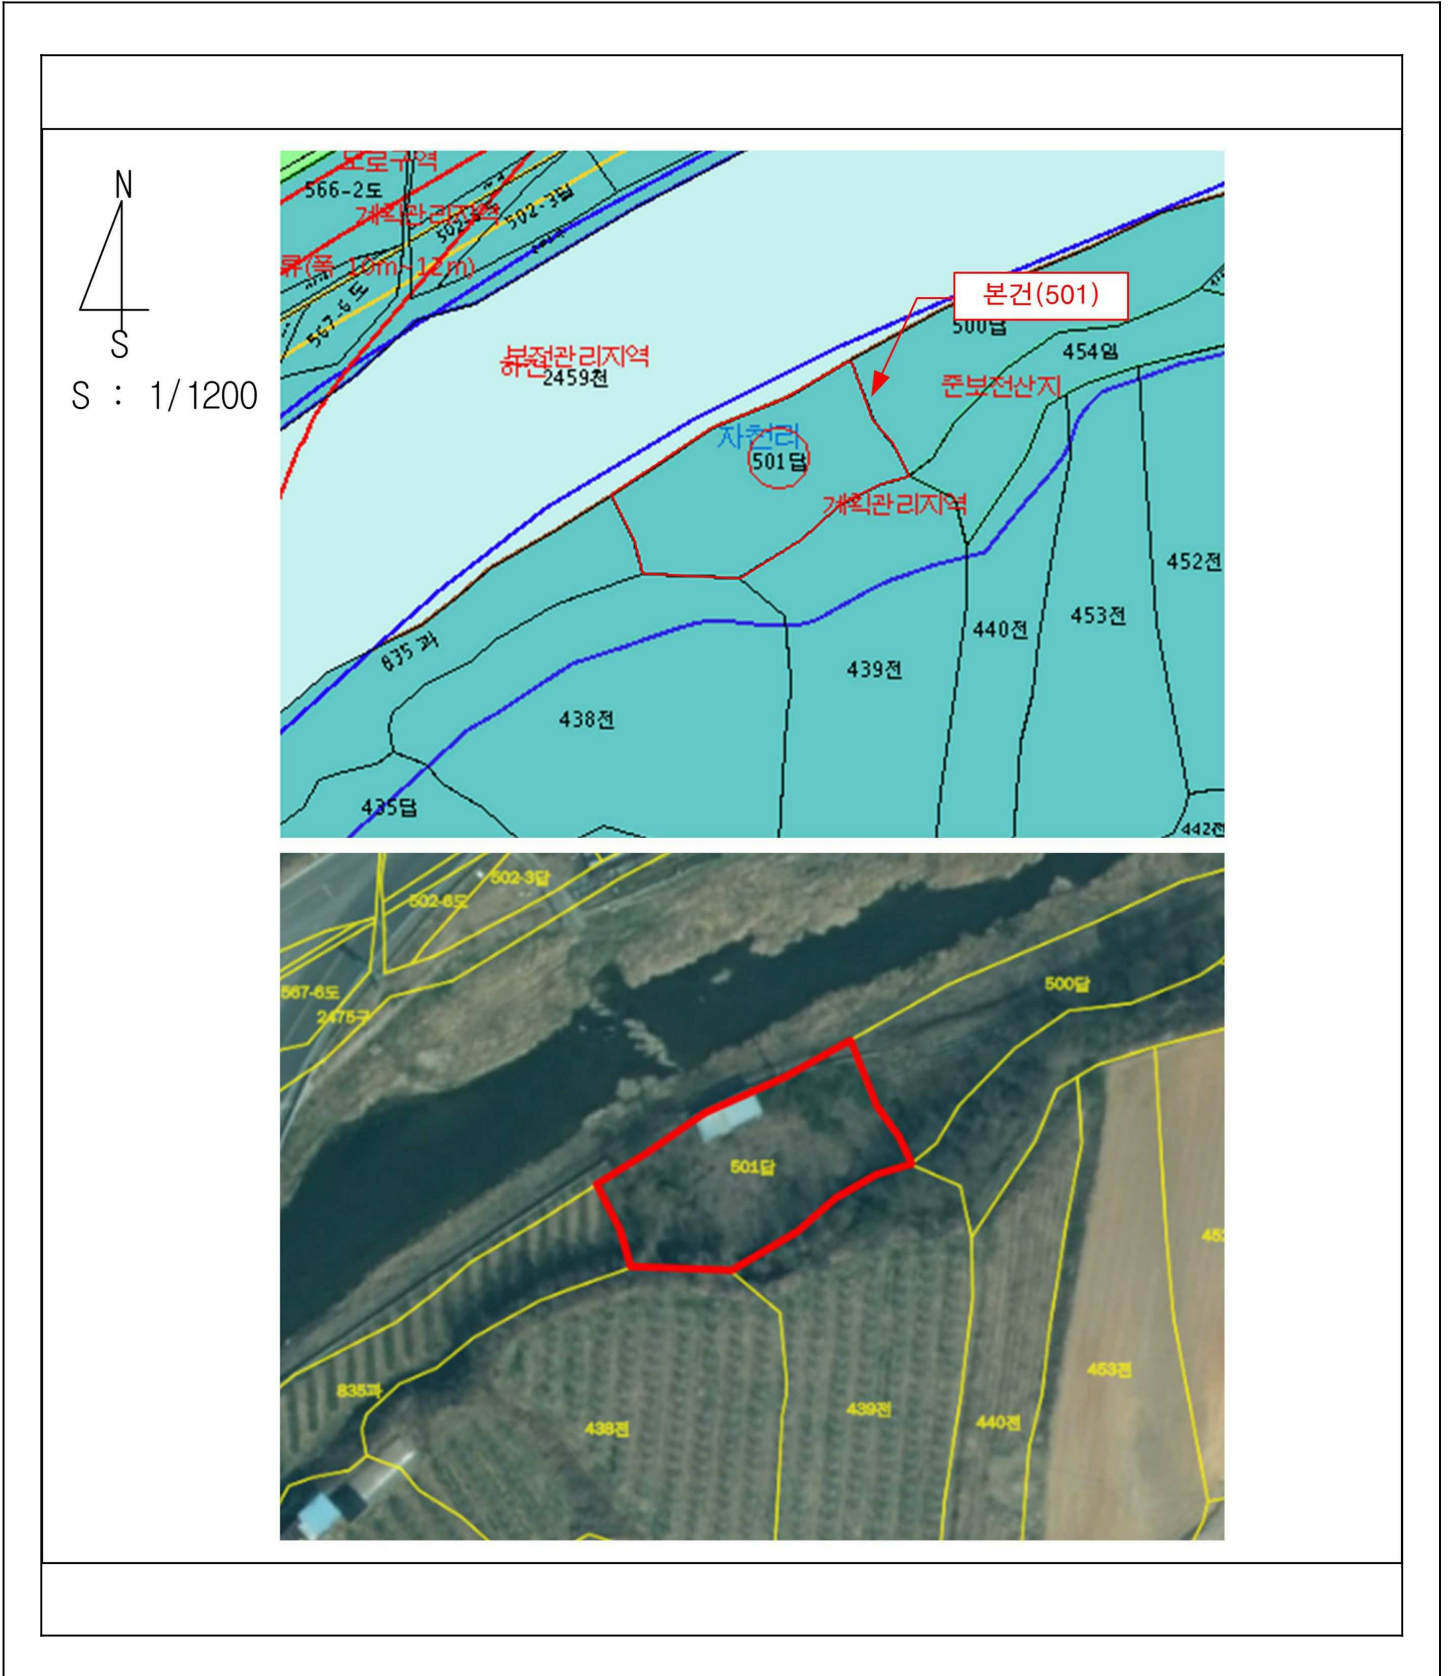 N
S
S : 1/1200
도로구역
566-2도
계획관리지역
502-3답
류(폭 10m~12m)
567-6도
본건(501)
500답
454임
보전관리지역
하천
2459천
준보전산지
자천리
501답
계획관리지역
452전
453전
440전
835과
439전
438전
435답
442전
502-3답
502-6도
567-6도
2475구
500답
501답
453전
835과
439전
440전
438전